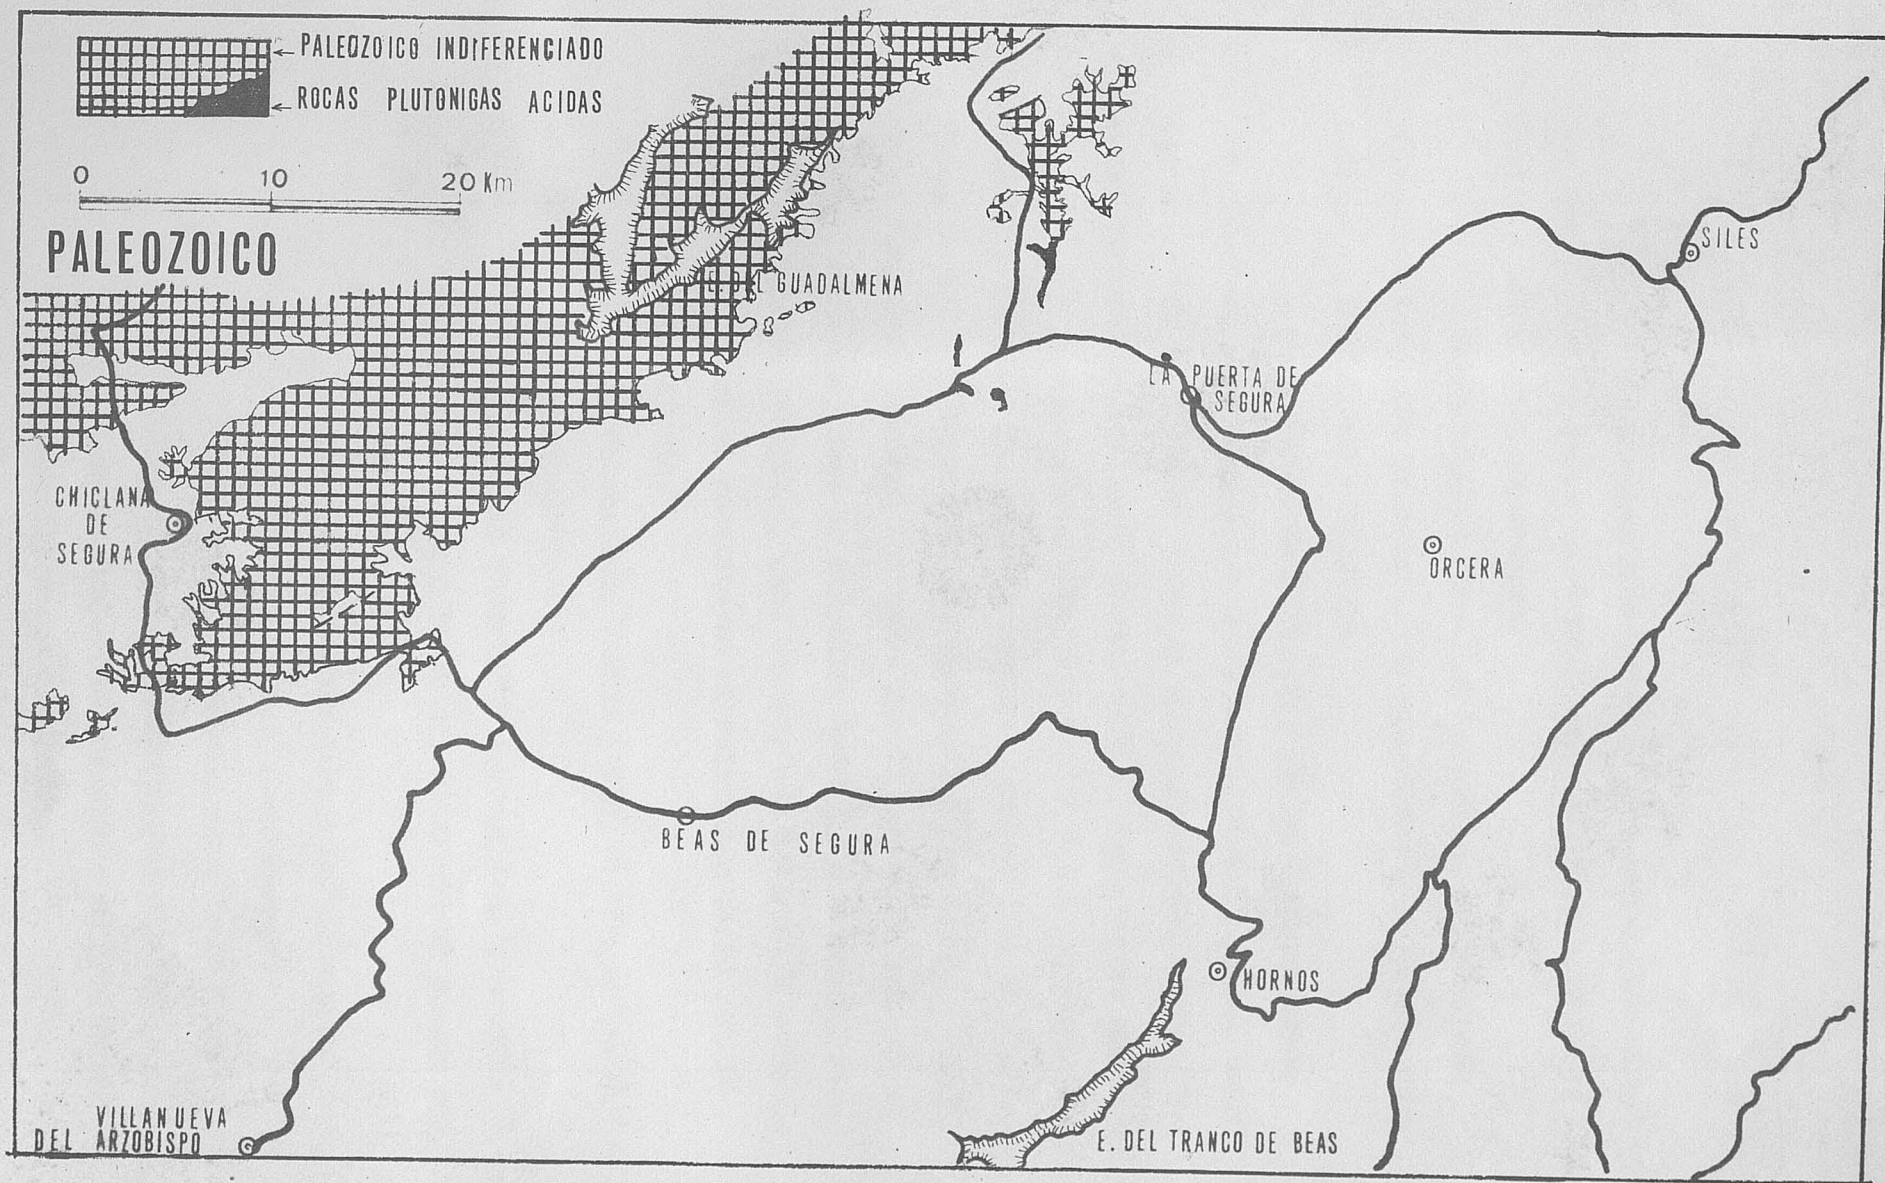 PALEOZOICO INDIFERENCIADO
ROCAS PLUTONIGAS ACIDAS
0 10 20 Km
PALEOZOICO
E. DEL GUADALMENA
SILES
LA PUERTA DE
SEGURA
CHICLANA
DE
SEGURA
ORCERA
BEAS DE SEGURA
HORNOS
VILLANUEVA
DEL ARZOBISPO
E. DEL TRANCO DE BEAS